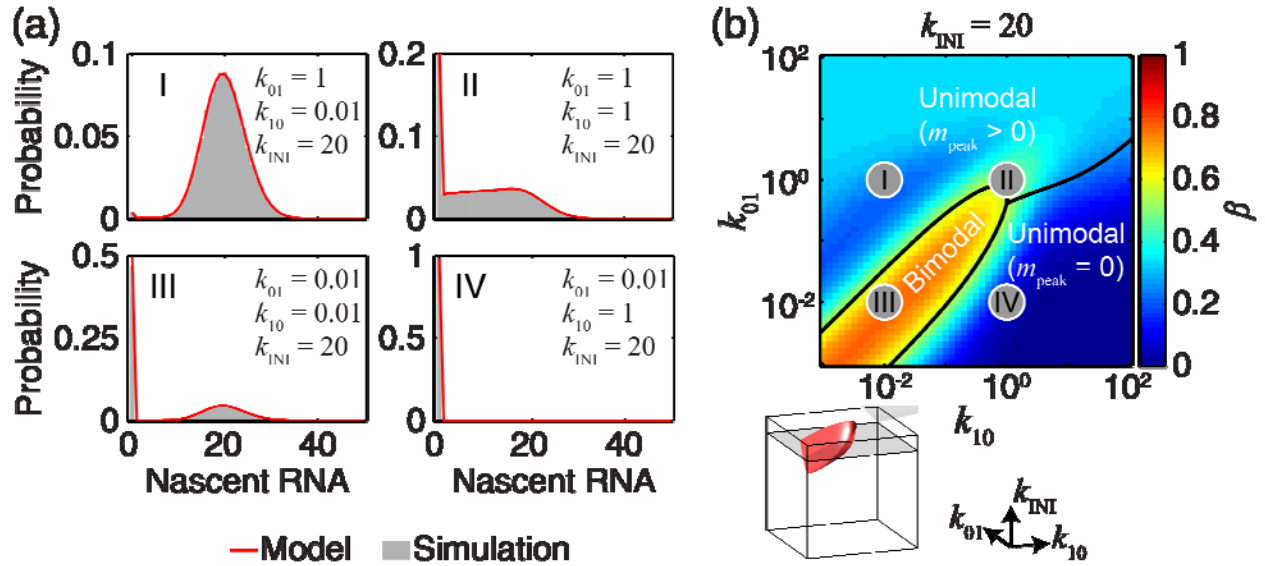 (a)
0.1
0.05
0
Probability
I
k01 = 1
k10 = 0.01
kINI = 20
0.2
0.1
0
II
k01 = 1
k10 = 1
kINI = 20
0.5
0.25
0
Probability
III
k01 = 0.01
k10 = 0.01
kINI = 20
0 20 40
Nascent RNA
1
0.5
0
IV
k01 = 0.01
k10 = 1
kINI = 20
0 20 40
Nascent RNA
Model Simulation
(b)
kINI = 20
10^2
10^0
10^-2
k01
Unimodal
(mpeak > 0)
I
II
Bimodal
Unimodal
(mpeak = 0)
III
IV
10^-2 10^0 10^2
k10
1
0.8
0.6
0.4
0.2
0
β
kINI
k01
k10